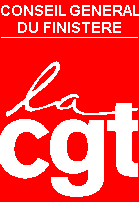 CONSEIL GENERAL
DU FINISTERE
la
cgt